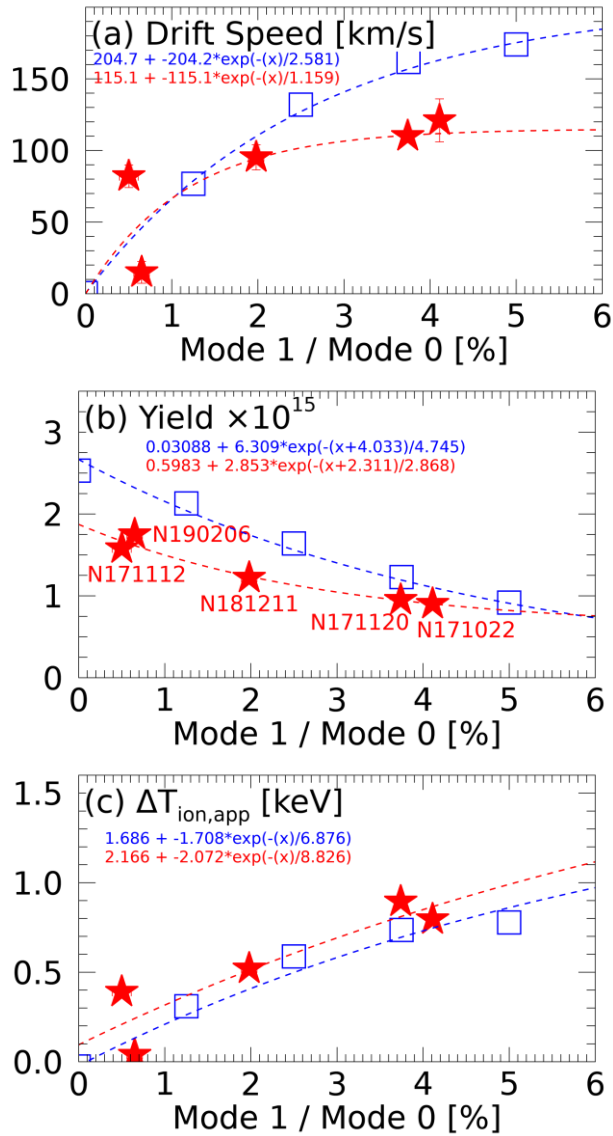 (a) Drift Speed [km/s]
204.7 + -204.2*exp(-(x)/2.581)
115.1 + -115.1*exp(-(x)/1.159)
150
100
50
0
0 1 2 3 4 5 6
Mode 1 / Mode 0 [%]
(b) Yield ×10¹⁵
0.03088 + 6.309*exp(-(x+4.033)/4.745)
0.5983 + 2.853*exp(-(x+2.311)/2.868)
3
2
N190206
N171112
N181211
N171120
N171022
1
0
0 1 2 3 4 5 6
Mode 1 / Mode 0 [%]
(c) ΔT_ion,app [keV]
1.686 + -1.708*exp(-(x)/6.876)
2.166 + -2.072*exp(-(x)/8.826)
1.5
1.0
0.5
0.0
0 1 2 3 4 5 6
Mode 1 / Mode 0 [%]